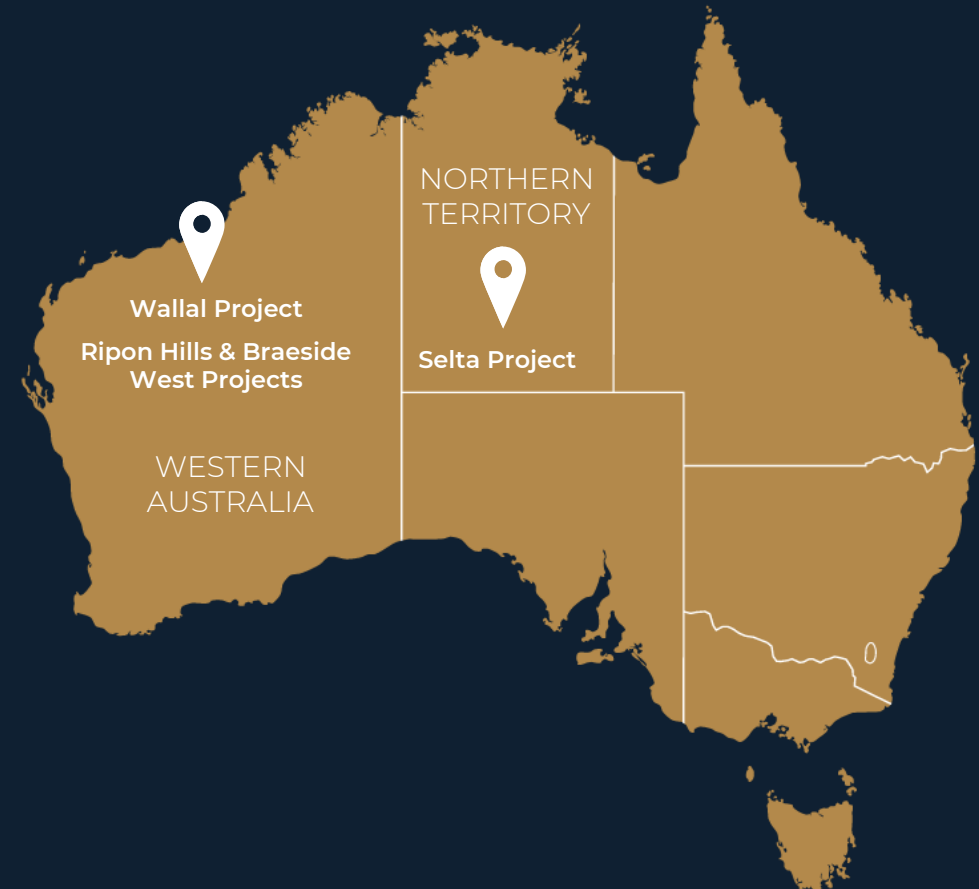 NORTHERN
TERRITORY
Wallal Project
Ripon Hills & Braeside
West Projects
Selta Project
WESTERN
AUSTRALIA